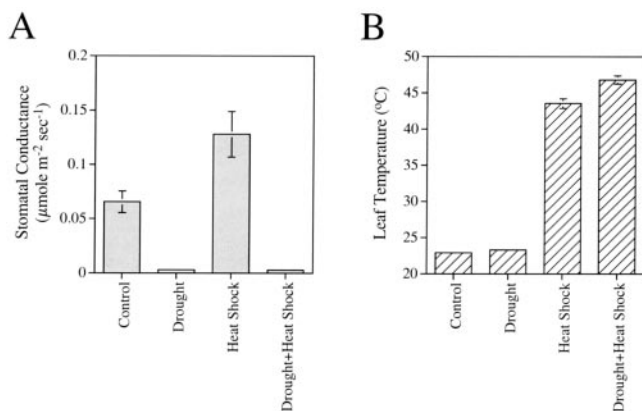 A
Stomatal Conductance
(μmole m-2 sec-1)
0.2
0.15
0.1
0.05
0
Control
Drought
Heat Shock
Drought+Heat Shock
B
Leaf Temperature (ºC)
50
45
40
35
30
25
20
Control
Drought
Heat Shock
Drought+Heat Shock